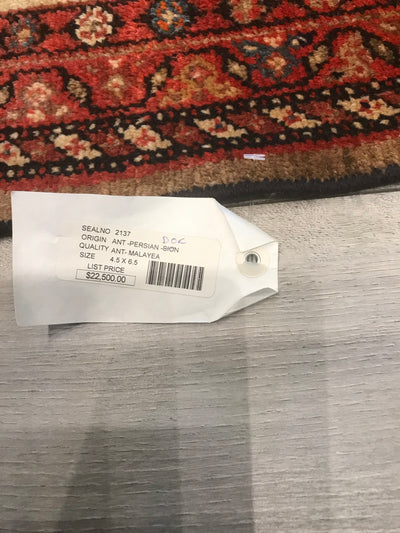 SEALNO 2137
DOC
ORIGIN ANT -PERSIAN -BION
QUALITY ANT- MALAYEA
SIZE 4.5 X 6.5
LIST PRICE
$22,500.00